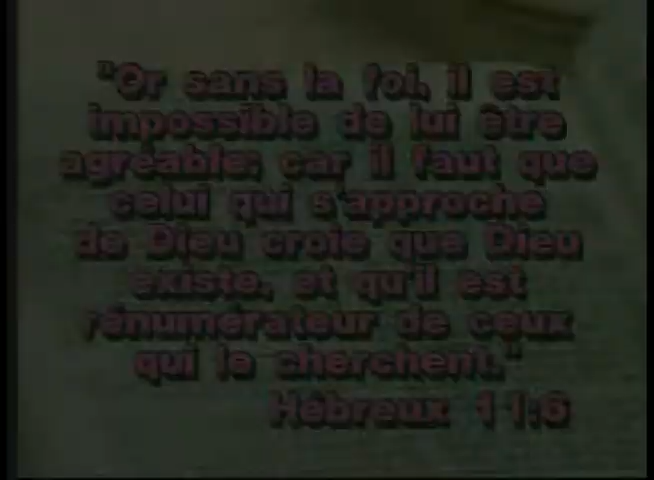 "Or sans la foi, il est
impossible de lui être
agréable; car il faut que
celui qui s'approche
de Dieu croie que Dieu
existe, et qu'il est
rénumérateur de ceux
qui le cherchent."
Hébreux 11:6